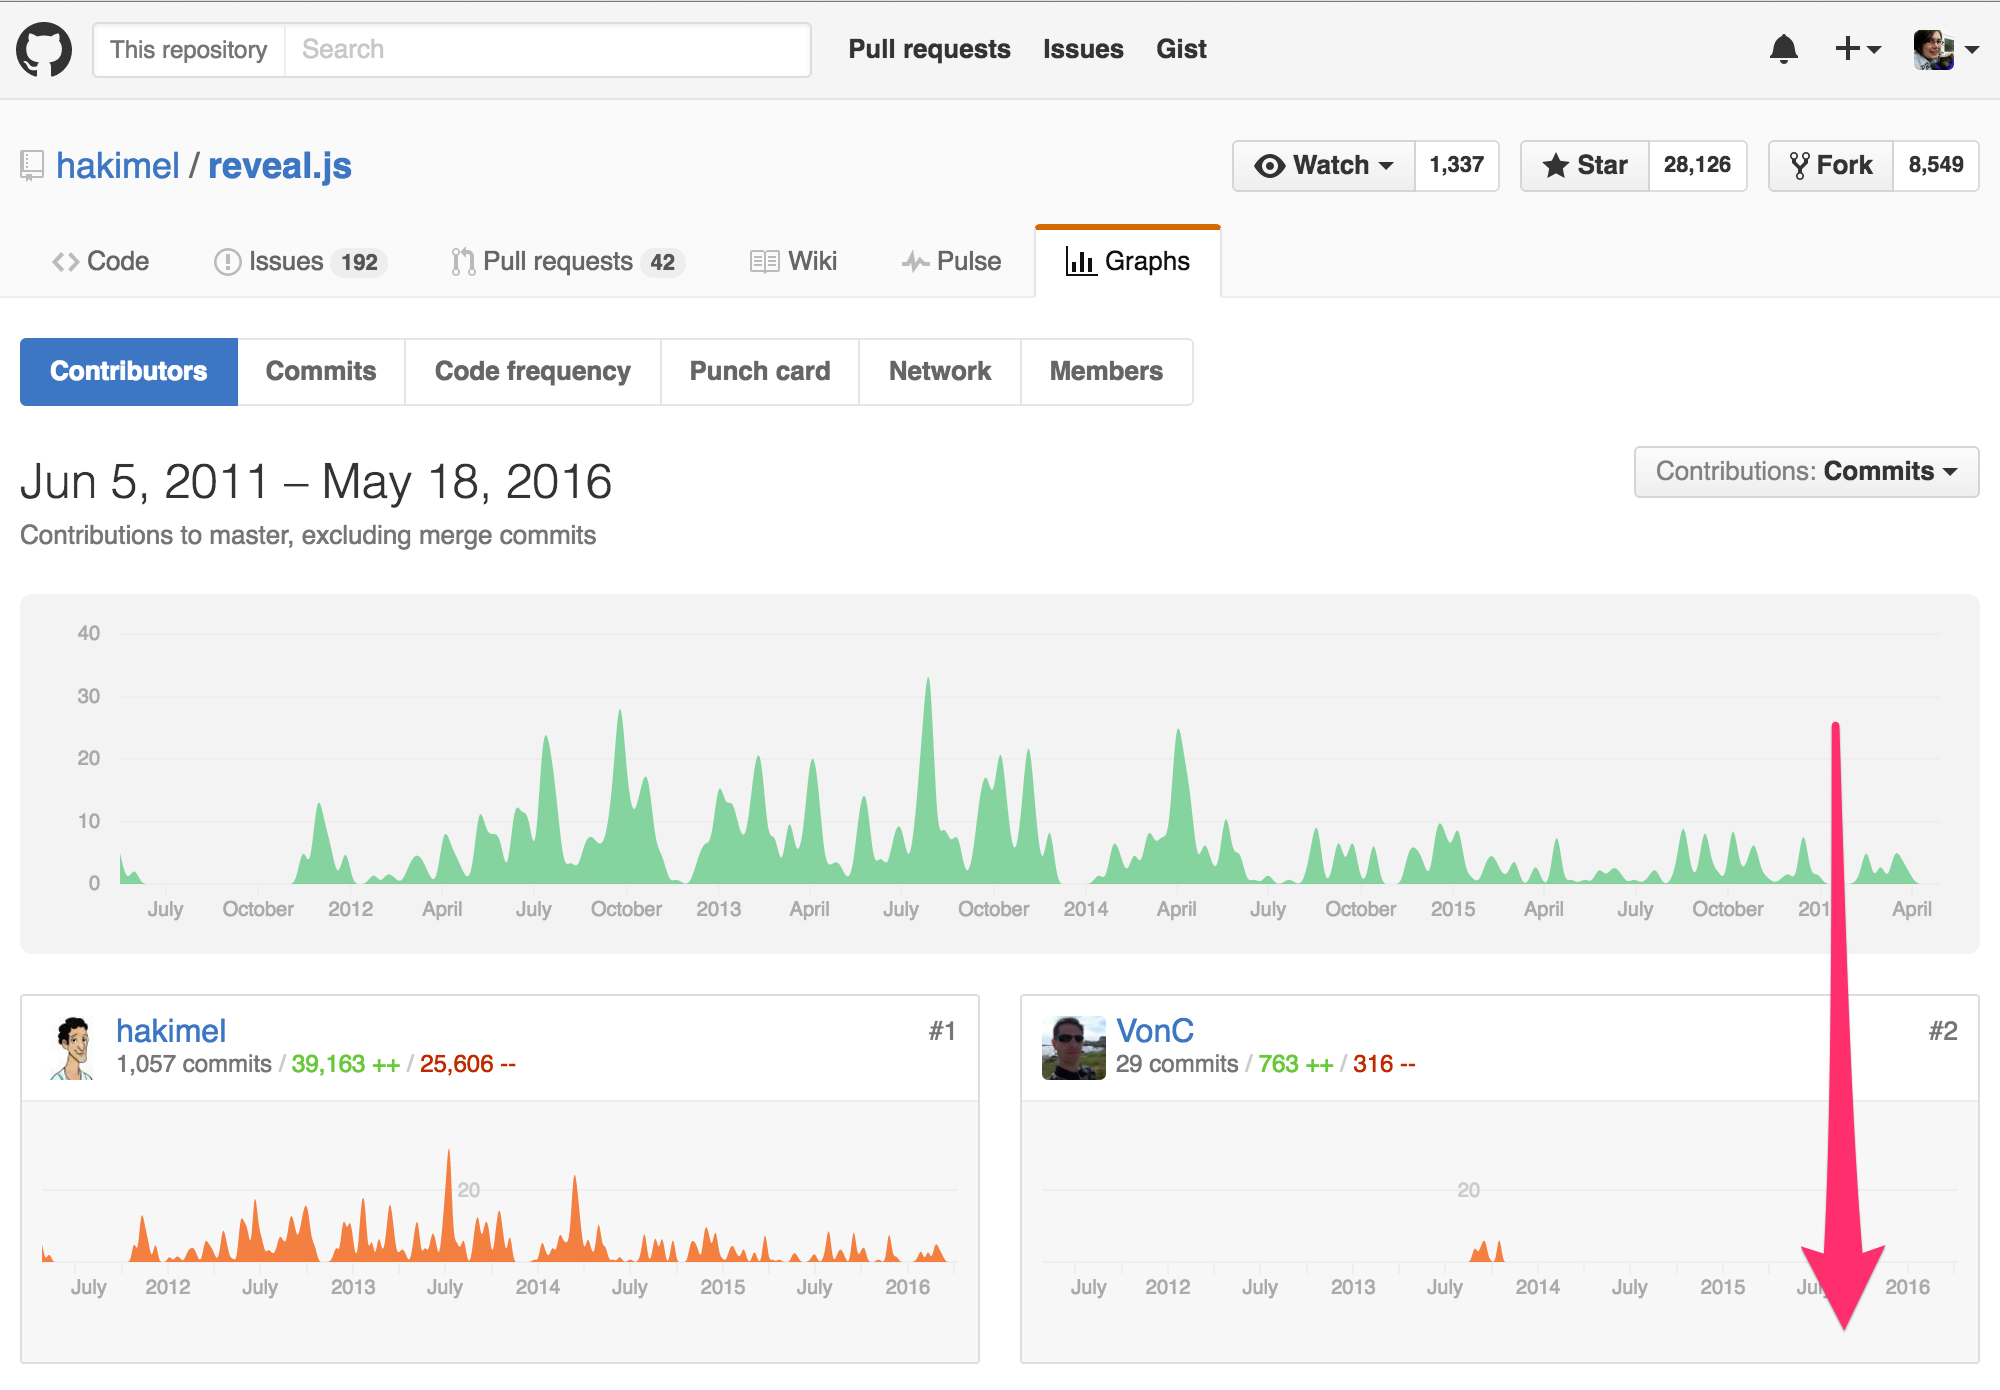 This repository Search Pull requests Issues Gist
hakimel / reveal.js Watch 1,337 Star 28,126 Fork 8,549
Code Issues 192 Pull requests 42 Wiki Pulse Graphs
Contributors Commits Code frequency Punch card Network Members
Jun 5, 2011 – May 18, 2016 Contributions: Commits
Contributions to master, excluding merge commits
40
30
20
10
0
July October 2012 April July October 2013 April July October 2014 April July October 2015 April July October 201 April
hakimel #1
1,057 commits / 39,163 ++ / 25,606 --
20
July 2012 July 2013 July 2014 July 2015 July 2016
VonC #2
29 commits / 763 ++ / 316 --
20
July 2012 July 2013 July 2014 July 2015 July 2016